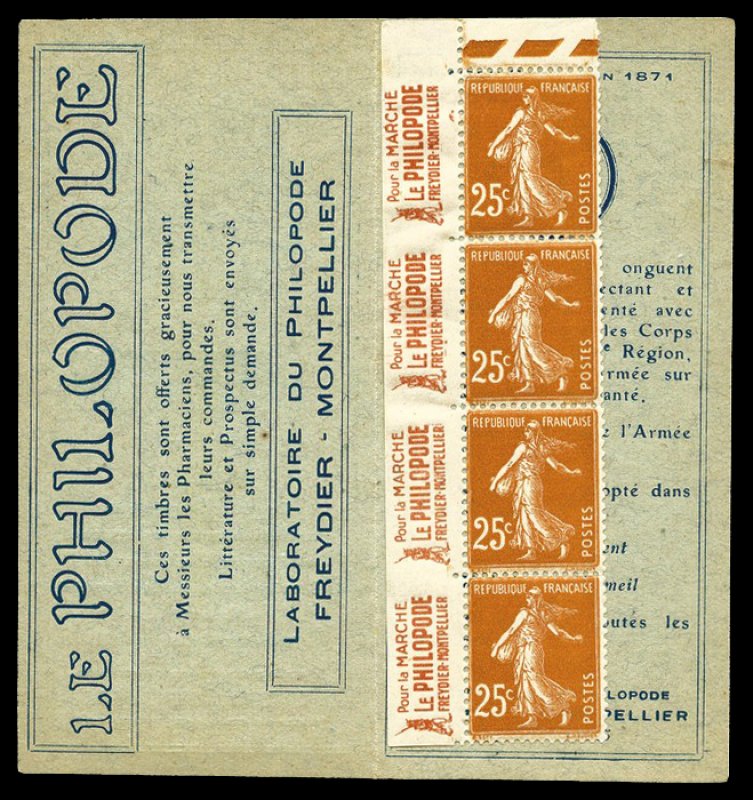 LE PHILOPODE
Ces timbres sont offerts gracieusement
à Messieurs les Pharmaciens, pour nous transmettre
leurs commandes.
Littérature et Prospectus sont envoyés
sur simple demande.
LABORATOIRE DU PHILOPODE
FREYDIER - MONTPELLIER
Pour la MARCHE
LE PHILOPODE
FREYDIER-MONTPELLIER
REPUBLIQUE FRANÇAISE
25c
POSTES
Pour la MARCHE
LE PHILOPODE
FREYDIER-MONTPELLIER
REPUBLIQUE FRANÇAISE
25c
POSTES
Pour la MARCHE
LE PHILOPODE
FREYDIER-MONTPELLIER
REPUBLIQUE FRANÇAISE
25c
POSTES
Pour la MARCHE
LE PHILOPODE
FREYDIER-MONTPELLIER
REPUBLIQUE FRANÇAISE
25c
POSTES
N 1871
onguent
ectant et
enté avec
les Corps
e Région,
rmée sur
anté.
l'Armée
opté dans
ent
meil
outés les
LOPODE
PELLIER